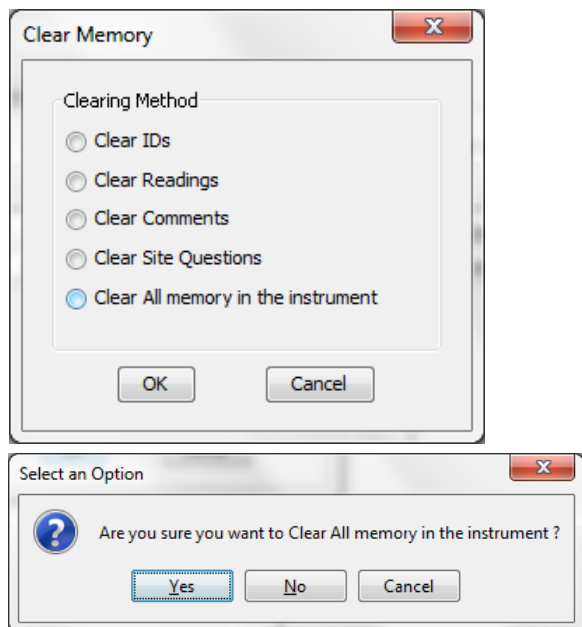 Clear Memory
Clearing Method
Clear IDs
Clear Readings
Clear Comments
Clear Site Questions
Clear All memory in the instrument
OK Cancel
Select an Option
Are you sure you want to Clear All memory in the instrument ?
Yes No Cancel